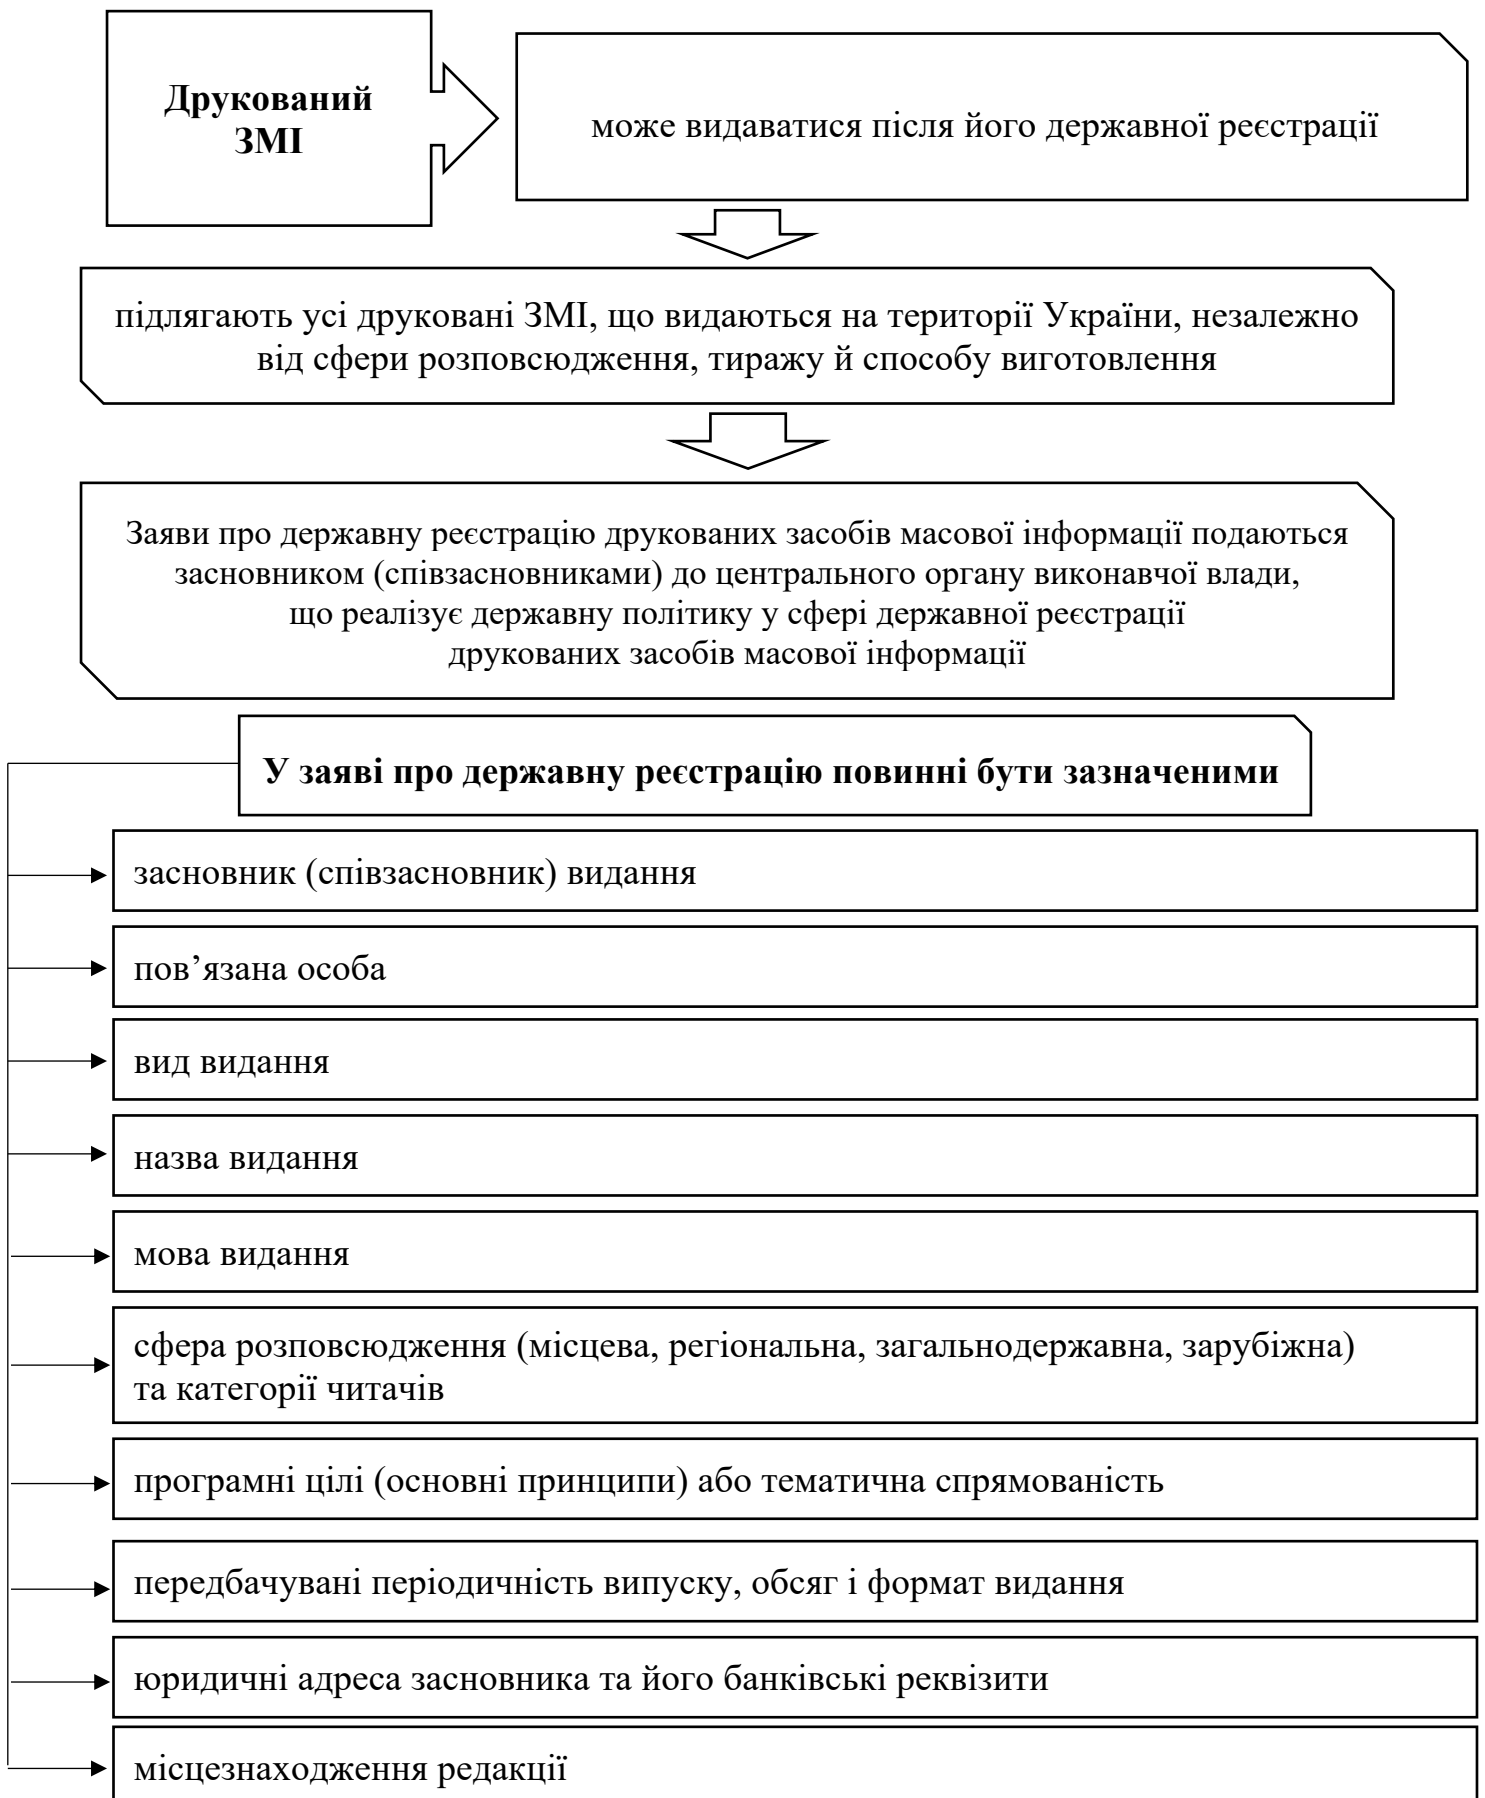 Друкований
ЗМІ
може видаватися після його державної реєстрації
підлягають усі друковані ЗМІ, що видаються на території України, незалежно
від сфери розповсюдження, тиражу й способу виготовлення
Заяви про державну реєстрацію друкованих засобів масової інформації подаються
засновником (співзасновниками) до центрального органу виконавчої влади,
що реалізує державну політику у сфері державної реєстрації
друкованих засобів масової інформації
У заяві про державну реєстрацію повинні бути зазначеними
засновник (співзасновник) видання
пов’язана особа
вид видання
назва видання
мова видання
сфера розповсюдження (місцева, регіональна, загальнодержавна, зарубіжна)
та категорії читачів
програмні цілі (основні принципи) або тематична спрямованість
передбачувані періодичність випуску, обсяг і формат видання
юридичні адреса засновника та його банківські реквізити
місцезнаходження редакції